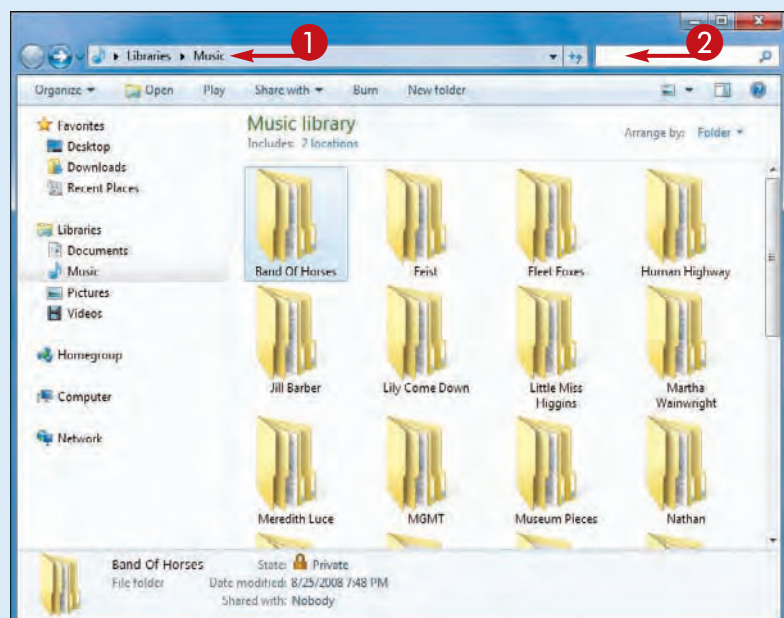 1
2
Libraries Music
Organize Open Play Share with Burn New folder
Favorites
Desktop
Downloads
Recent Places
Libraries
Documents
Music
Pictures
Videos
Homegroup
Computer
Network
Music library
Includes: 2 locations
Arrange by: Folder
Band Of Horses Feist Fleet Foxes Human Highway
Jill Barber Lily Come Down Little Miss Higgins Martha Wainwright
Meredith Luce MGMT Museum Pieces Nathan
Band Of Horses State: Private
File folder Date modified: 8/25/2008 7:48 PM
Shared with: Nobody